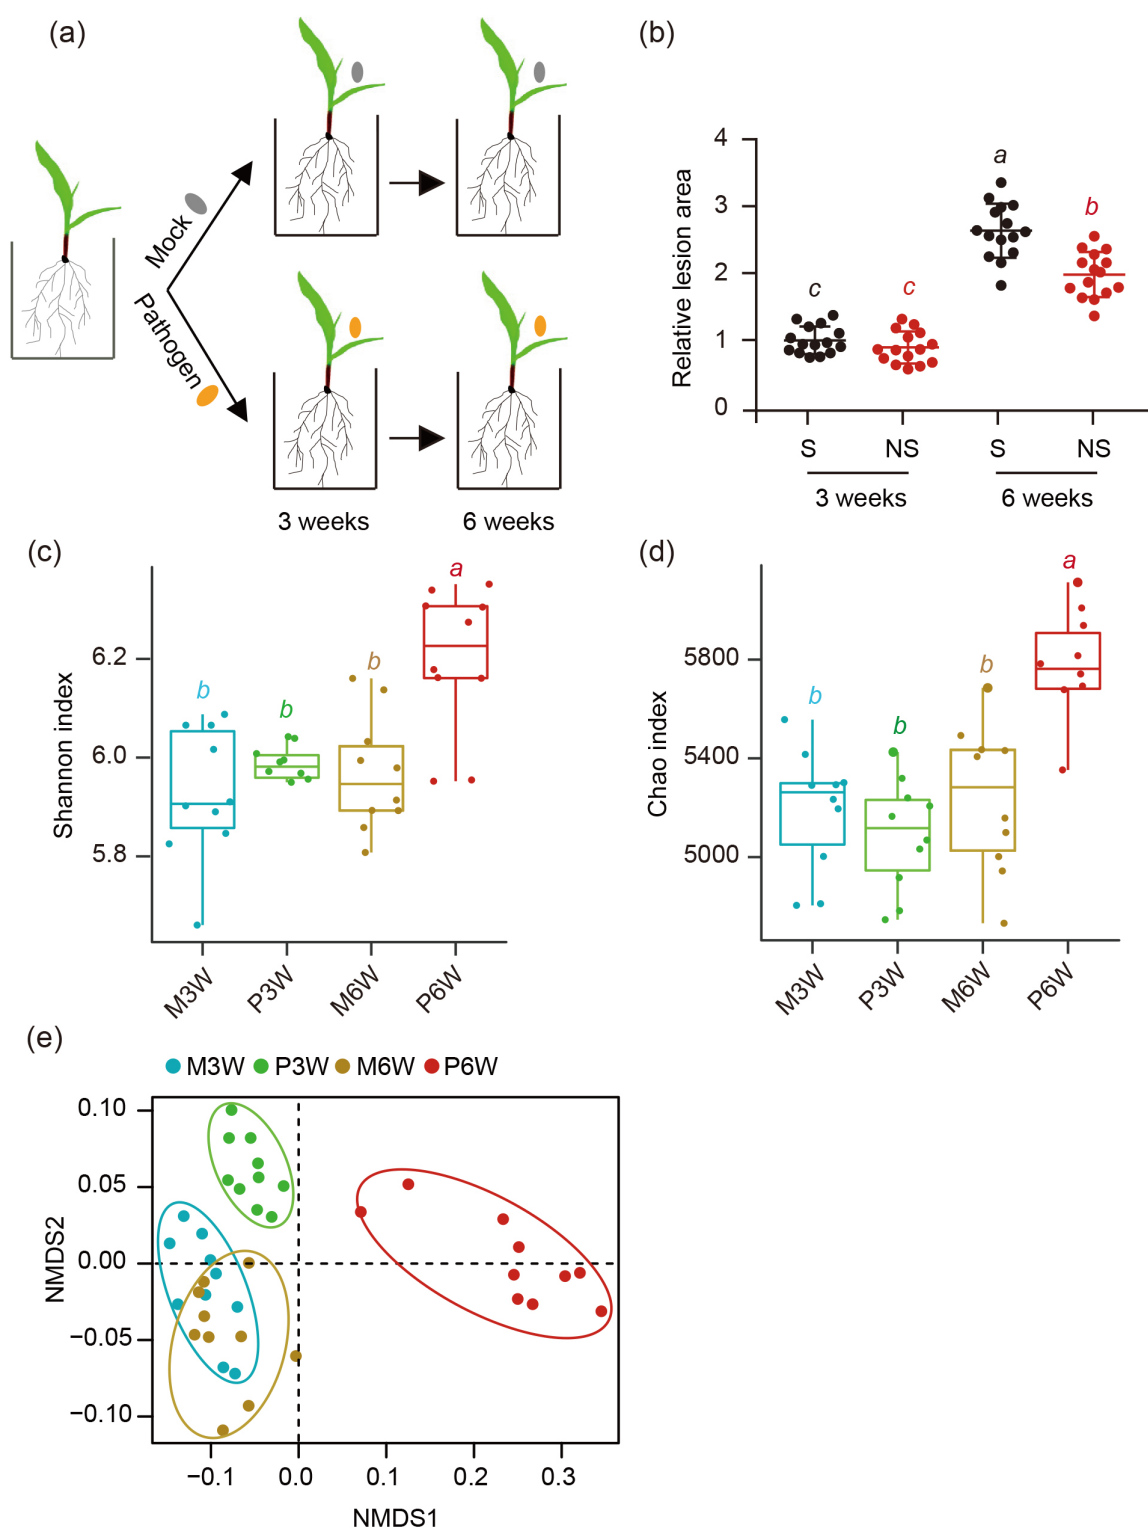 (a)
Mock
Pathogen
3 weeks
6 weeks
(b)
Relative lesion area
4
3
2
1
0
c
c
a
b
S
NS
S
NS
3 weeks
6 weeks
(c)
Shannon index
6.2
6.0
5.8
b
b
b
a
M3W
P3W
M6W
P6W
(d)
Chao index
5800
5400
5000
b
b
b
a
M3W
P3W
M6W
P6W
(e)
M3W P3W M6W P6W
NMDS2
0.10
0.05
0.00
−0.05
−0.10
−0.1
0.0
0.1
0.2
0.3
NMDS1